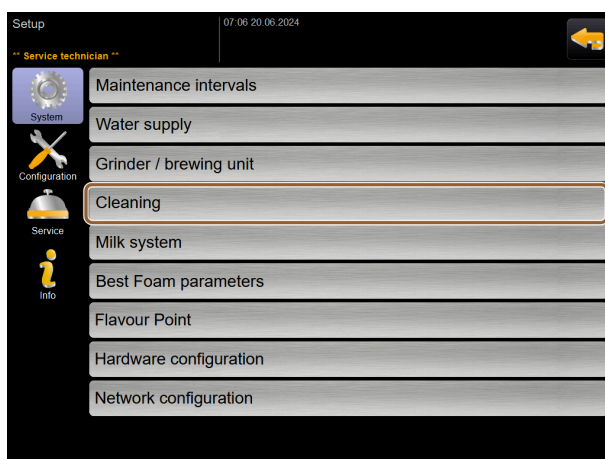 Setup
07:06 20.06.2024
** Service technician **
System
Configuration
Service
Info
Maintenance intervals
Water supply
Grinder / brewing unit
Cleaning
Milk system
Best Foam parameters
Flavour Point
Hardware configuration
Network configuration